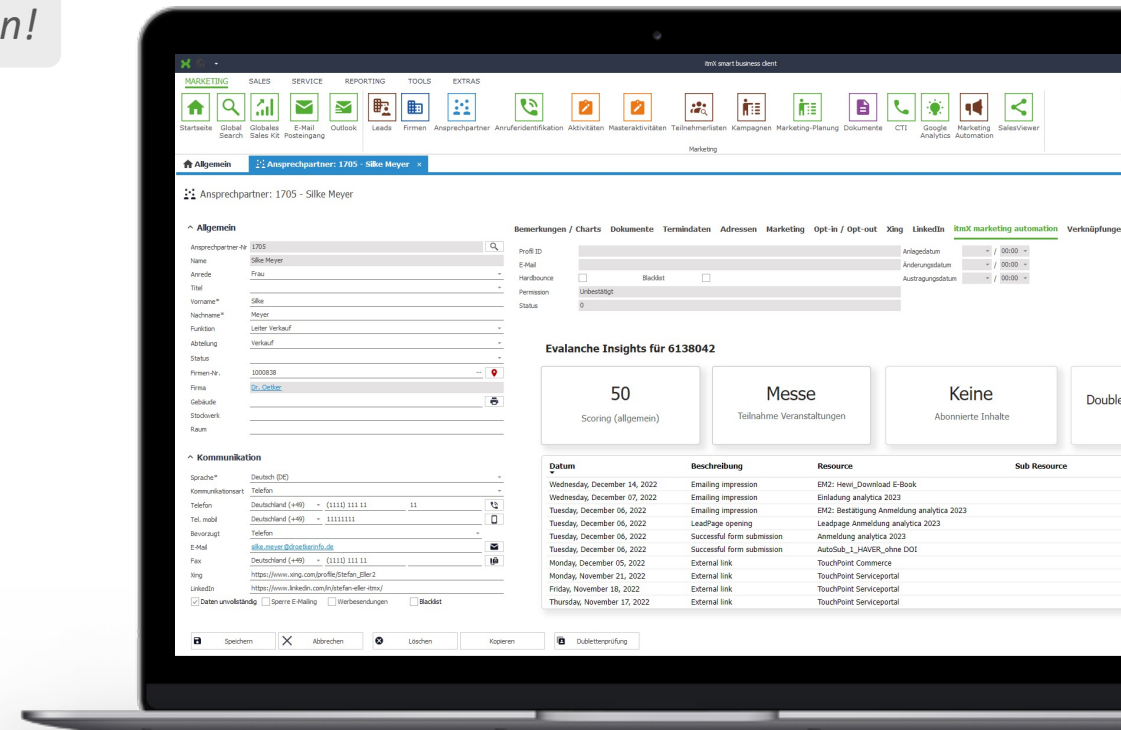 n!
itmX smart business client
MARKETING SALES SERVICE REPORTING TOOLS EXTRAS
Startseite Global Search Globales Sales Kit E-Mail Posteingang Outlook Leads Firmen Ansprechpartner Anruferidentifikation Aktivitäten Masteraktivitäten Teilnehmerlisten Kampagnen Marketing-Planung Dokumente CTI Google Analytics Marketing Automation SalesViewer
Marketing
Allgemein Ansprechpartner: 1705 - Silke Meyer ×
Ansprechpartner: 1705 - Silke Meyer
Allgemein
Ansprechpartner-Nr 1705
Name Silke Meyer
Anrede Frau
Titel
Vorname* Silke
Nachname* Meyer
Funktion Leiter Verkauf
Abteilung Verkauf
Status
Firmen-Nr. 1000838
Firma Dr. Oetker
Gebäude
Stockwerk
Raum
Kommunikation
Sprache* Deutsch (DE)
Kommunikationsart Telefon
Telefon Deutschland (+49) (1111) 111 11 11
Tel. mobil Deutschland (+49) 11111111
Bevorzugt Telefon
E-Mail silke.meyer@droetkerinfo.de
Fax Deutschland (+49) (1111) 111 11
Xing https://www.xing.com/profile/Stefan_Eller2
LinkedIn https://www.linkedin.com/in/stefan-eller-itmx/
Daten unvollständig Sperre E-Mailing Werbesendungen Blacklist
Speichern Abbrechen Löschen Kopieren Dublettenprüfung
Bemerkungen / Charts Dokumente Termindaten Adressen Marketing Opt-in / Opt-out Xing LinkedIn itmX marketing automation Verknüpfunge
Profil ID
E-Mail
Hardbounce Blacklist
Permission Unbestätigt
Status 0
Anlagedatum / 00:00
Änderungsdatum / 00:00
Austragungsdatum / 00:00
Evalanche Insights für 6138042
50
Scoring (allgemein)
Messe
Teilnahme Veranstaltungen
Keine
Abonnierte Inhalte
Double
Datum Beschreibung Resource Sub Resource
Wednesday, December 14, 2022 Emailing impression EM2: Hewi_Download E-Book
Wednesday, December 07, 2022 Emailing impression Einladung analytica 2023
Tuesday, December 06, 2022 Emailing impression EM2: Bestätigung Anmeldung analytica 2023
Tuesday, December 06, 2022 LeadPage opening Leadpage Anmeldung analytica 2023
Tuesday, December 06, 2022 Successful form submission Anmeldung analytica 2023
Tuesday, December 06, 2022 Successful form submission AutoSub_1_HAVER_ohne DOI
Monday, December 05, 2022 External link TouchPoint Commerce
Monday, November 21, 2022 External link TouchPoint Serviceportal
Friday, November 18, 2022 External link TouchPoint Serviceportal
Thursday, November 17, 2022 External link TouchPoint Serviceportal